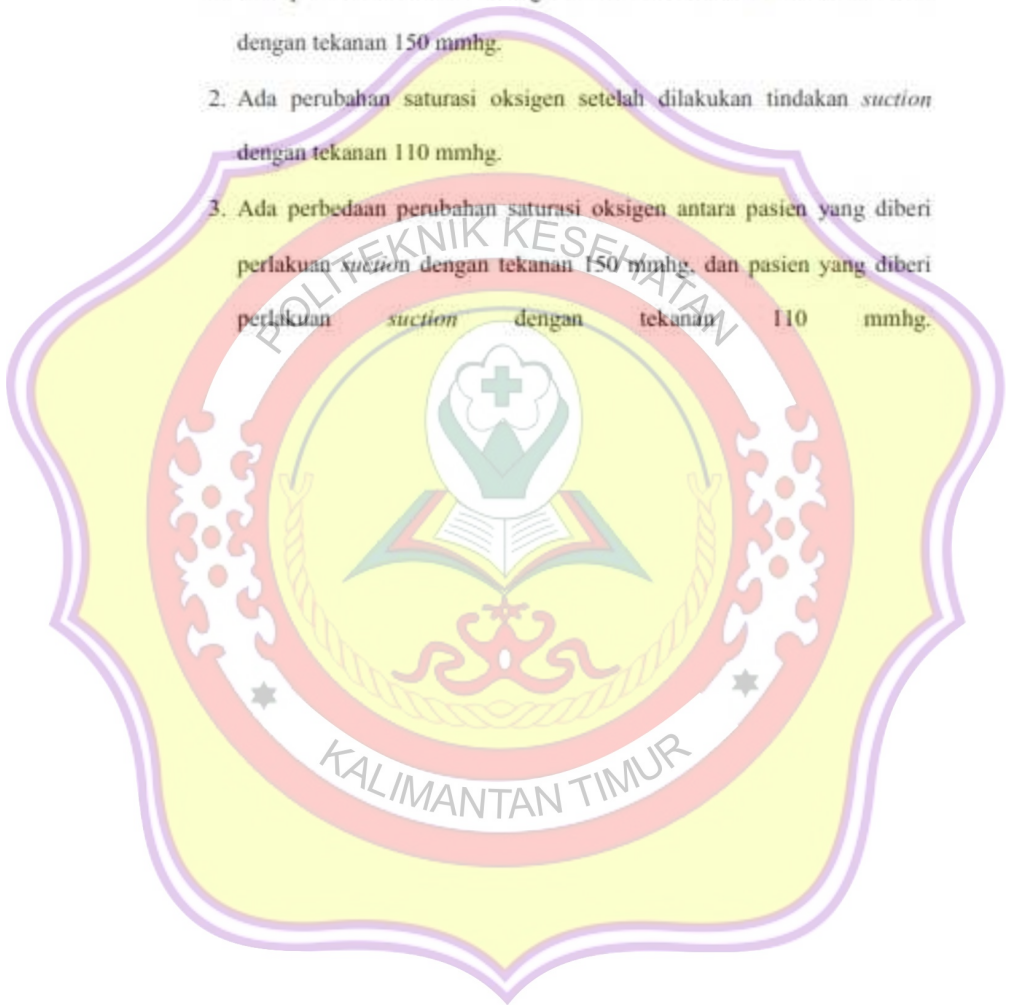 dengan tekanan 150 mmhg.
2. Ada perubahan saturasi oksigen setelah dilakukan tindakan suction
dengan tekanan 110 mmhg.
3. Ada perbedaan perubahan saturasi oksigen antara pasien yang diberi
perlakuan suction dengan tekanan 150 mmhg, dan pasien yang diberi
perlakuan suction dengan tekanan 110 mmhg.
POLITEKNIK KESEHATAN
KALIMANTAN TIMUR